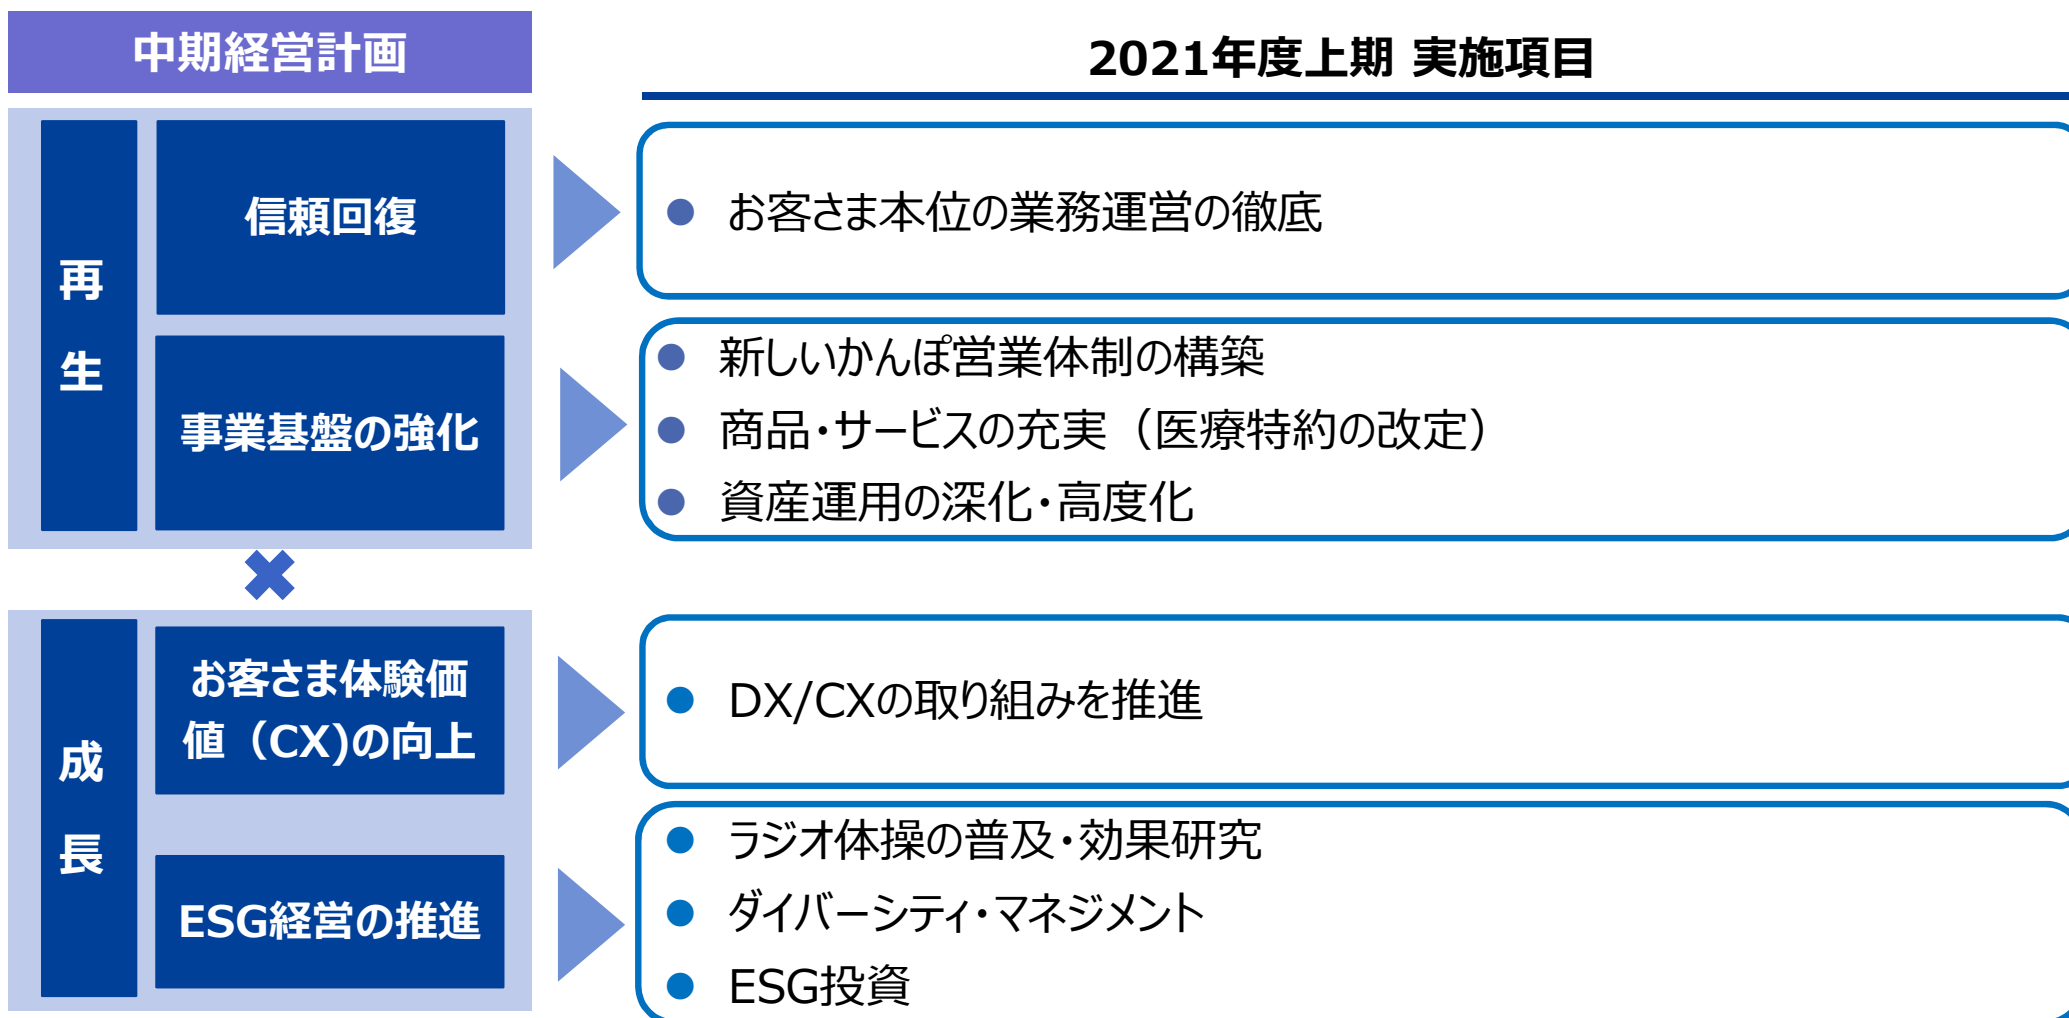 中期経営計画
2021年度上期 実施項目
再
生
信頼回復
● お客さま本位の業務運営の徹底
事業基盤の強化
● 新しいかんぽ営業体制の構築
● 商品・サービスの充実（医療特約の改定）
● 資産運用の深化・高度化
成
長
お客さま体験価
値（CX)の向上
● DX/CXの取り組みを推進
ESG経営の推進
● ラジオ体操の普及・効果研究
● ダイバーシティ・マネジメント
● ESG投資